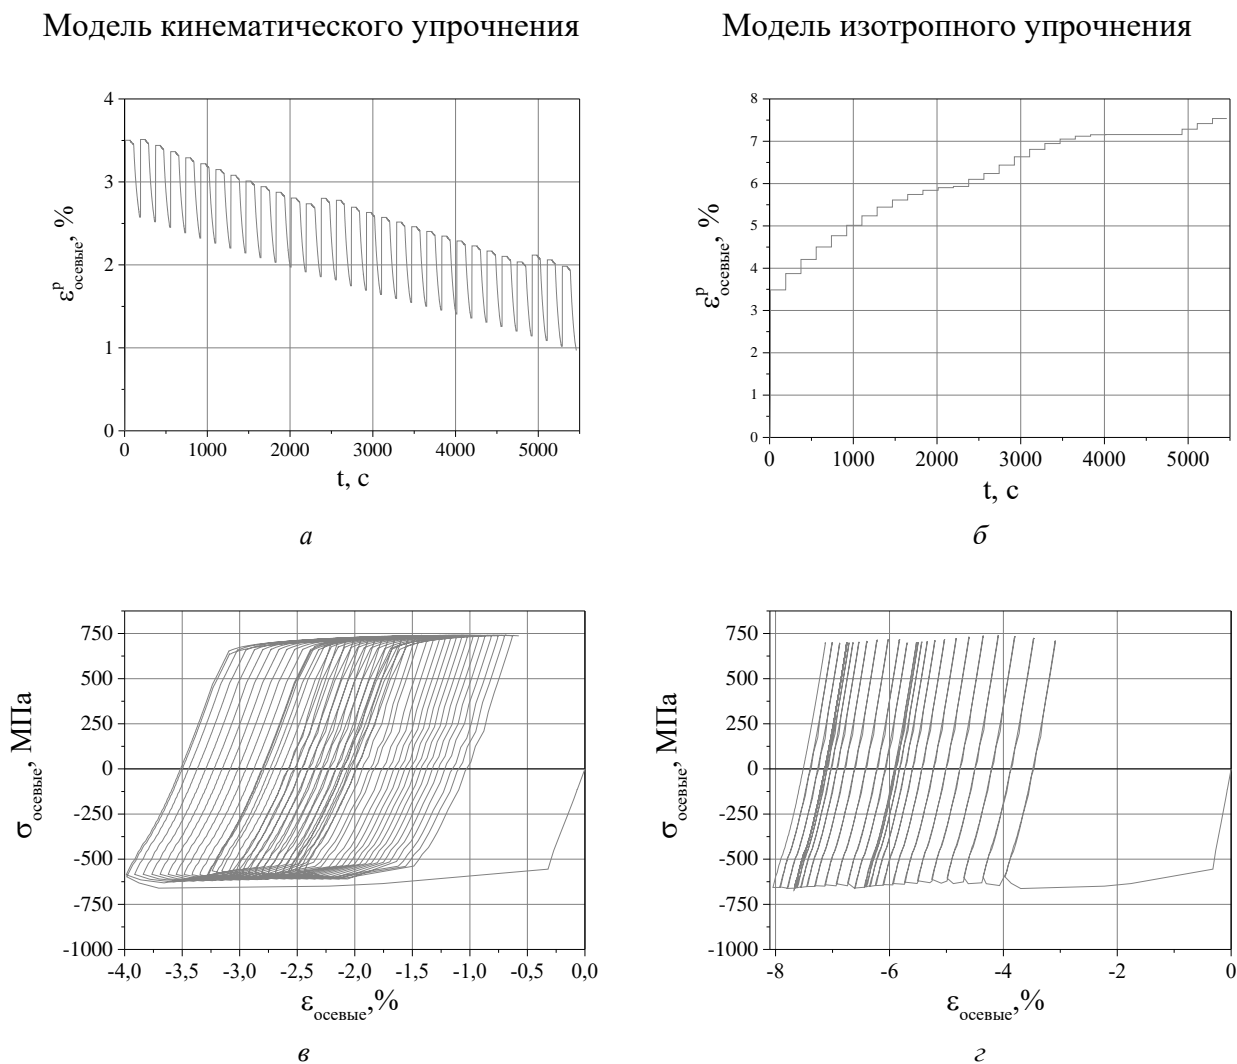 Модель кинематического упрочнения
Модель изотропного упрочнения
4
3
2
1
0
ε^p_осевые, %
0 1000 2000 3000 4000 5000
t, с
а
8
7
6
5
4
3
2
1
0
ε^p_осевые, %
0 1000 2000 3000 4000 5000
t, с
б
750
500
250
0
-250
-500
-750
-1000
σ_осевые, МПа
-4,0 -3,5 -3,0 -2,5 -2,0 -1,5 -1,0 -0,5 0,0
ε_осевые,%
в
750
500
250
0
-250
-500
-750
-1000
σ_осевые, МПа
-8 -6 -4 -2 0
ε_осевые,%
г